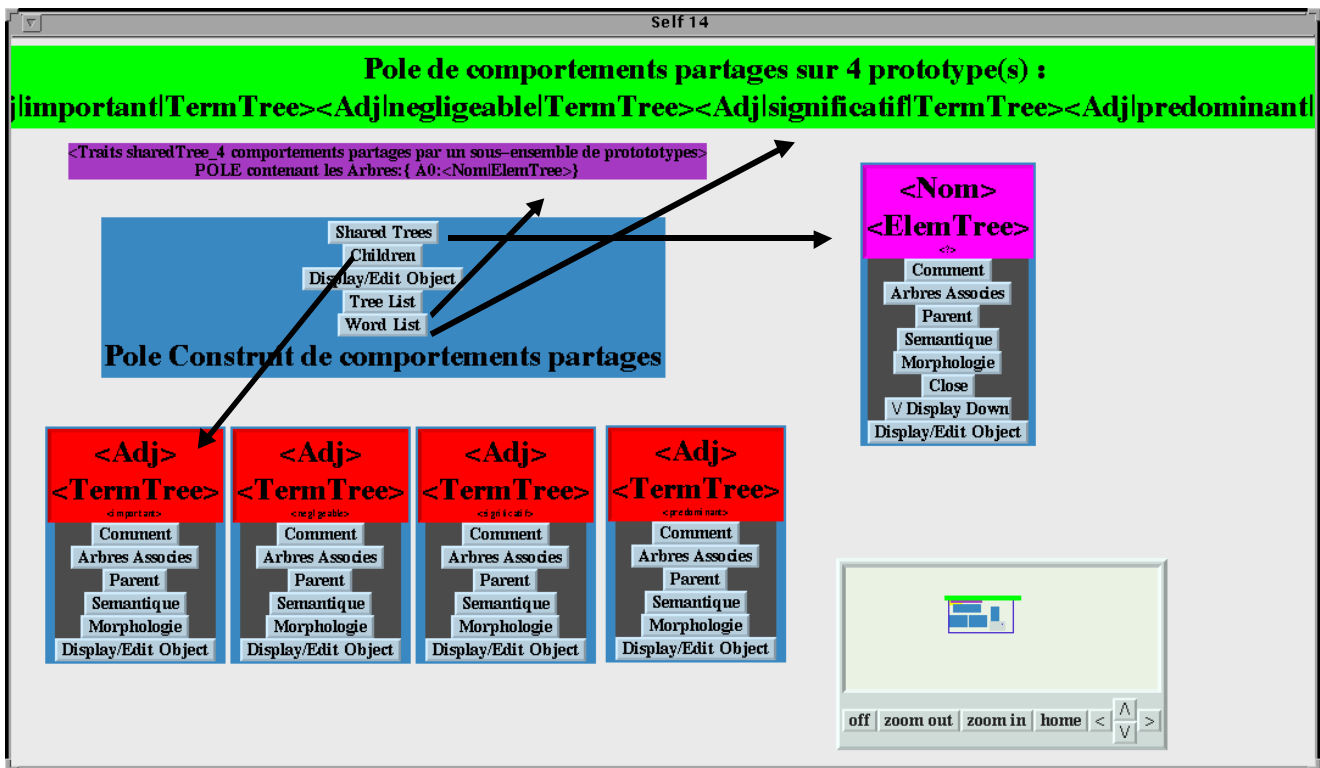 Self 14
Pole de comportements partages sur 4 prototype(s) :
j|important|TermTree><Adj|negligeable|TermTree><Adj|significatif|TermTree><Adj|predominant|
<Traits sharedTree_4 comportements partages par un sous-ensemble de protototypes>
POLE contenant les Arbres:{ A0:<Nom|ElemTree>}
Shared Trees
Children
Display/Edit Object
Tree List
Word List
Pole Construit de comportements partages
<Nom>
<ElemTree>
<?>
Comment
Arbres Associes
Parent
Semantique
Morphologie
Close
V Display Down
Display/Edit Object
<Adj>
<TermTree>
<important>
Comment
Arbres Associes
Parent
Semantique
Morphologie
Display/Edit Object
<Adj>
<TermTree>
<negligeable>
Comment
Arbres Associes
Parent
Semantique
Morphologie
Display/Edit Object
<Adj>
<TermTree>
<significatif>
Comment
Arbres Associes
Parent
Semantique
Morphologie
Display/Edit Object
<Adj>
<TermTree>
<predominant>
Comment
Arbres Associes
Parent
Semantique
Morphologie
Display/Edit Object
off zoom out zoom in home < Λ V >